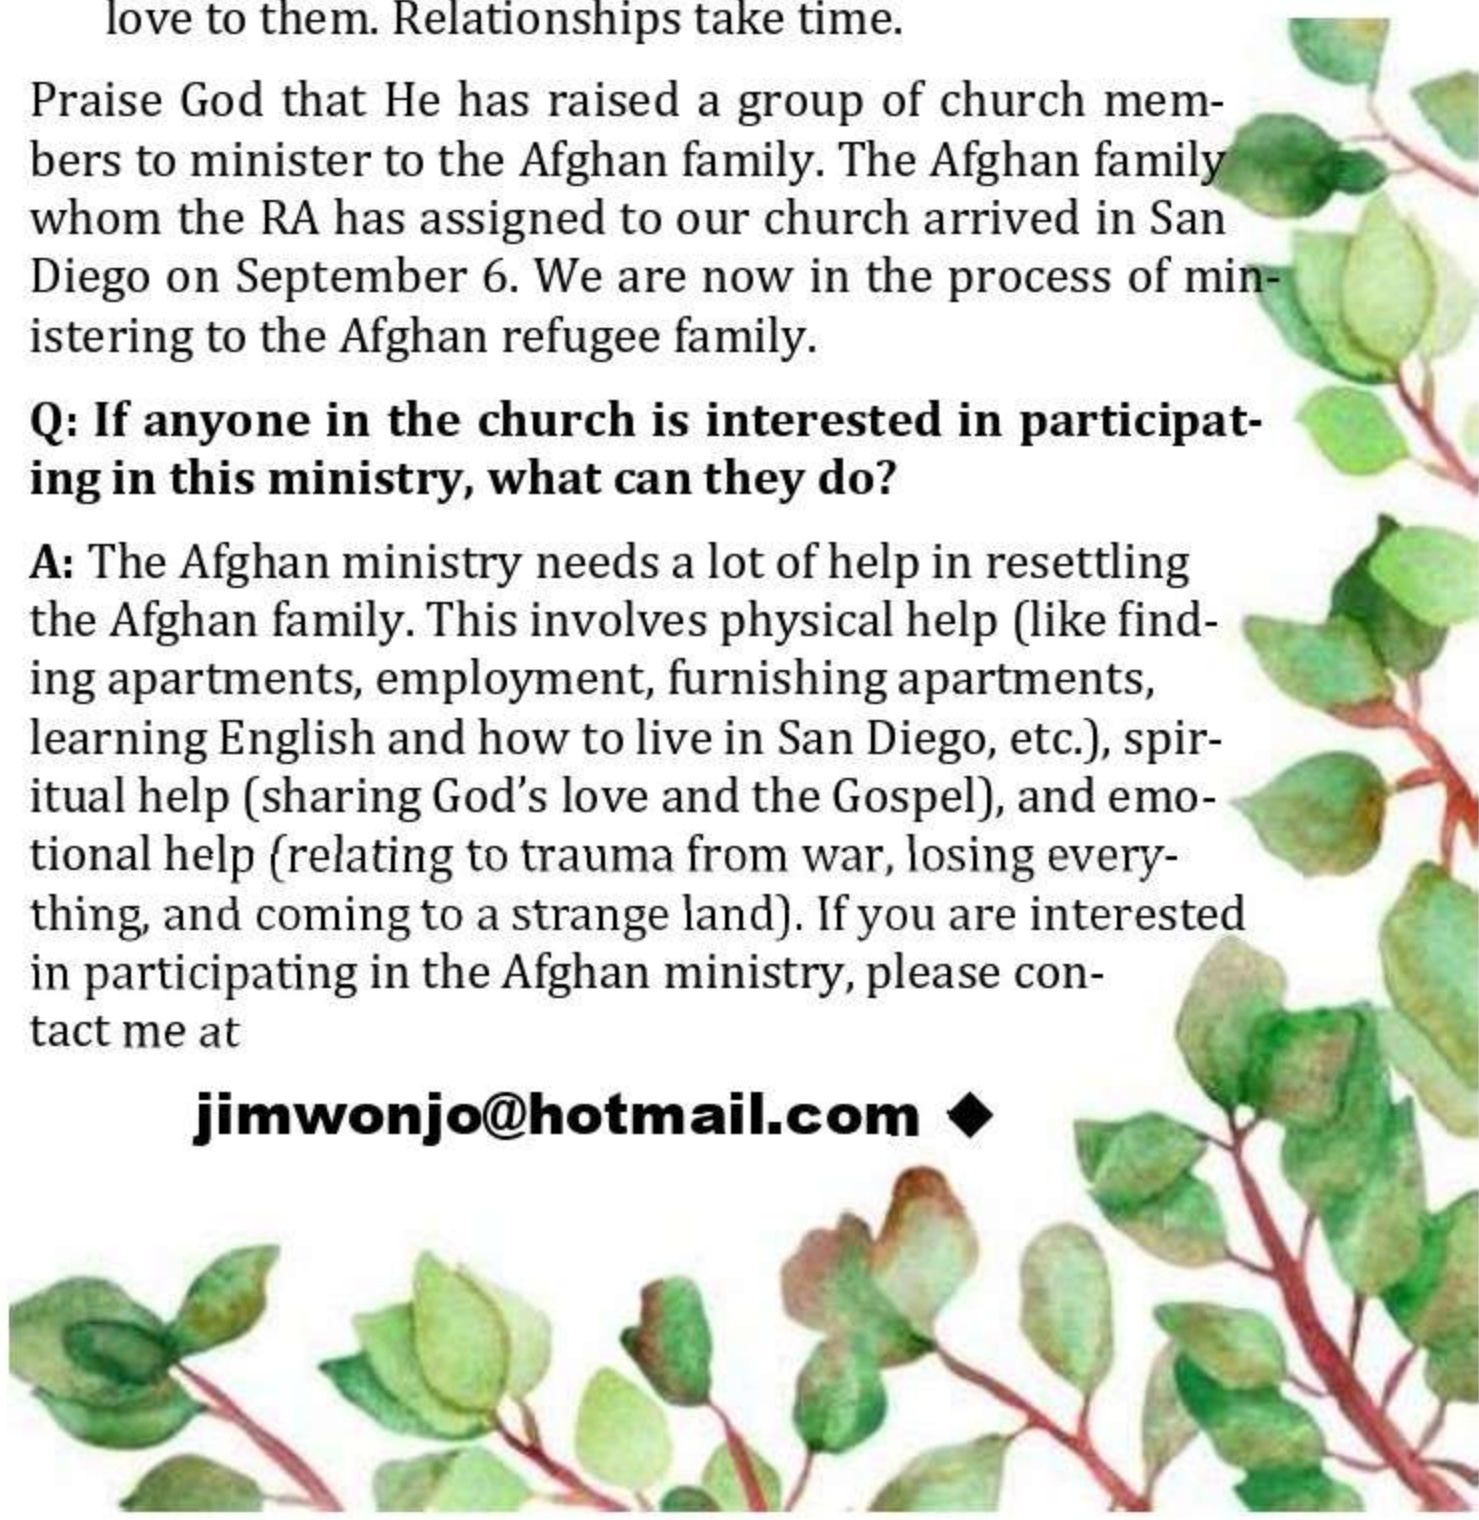 love to them. Relationships take time.
Praise God that He has raised a group of church mem-
bers to minister to the Afghan family. The Afghan family
whom the RA has assigned to our church arrived in San
Diego on September 6. We are now in the process of min-
istering to the Afghan refugee family.
Q: If anyone in the church is interested in participat-
ing in this ministry, what can they do?
A: The Afghan ministry needs a lot of help in resettling
the Afghan family. This involves physical help (like find-
ing apartments, employment, furnishing apartments,
learning English and how to live in San Diego, etc.), spir-
itual help (sharing God’s love and the Gospel), and emo-
tional help (relating to trauma from war, losing every-
thing, and coming to a strange land). If you are interested
in participating in the Afghan ministry, please con-
tact me at
jimwonjo@hotmail.com ◆